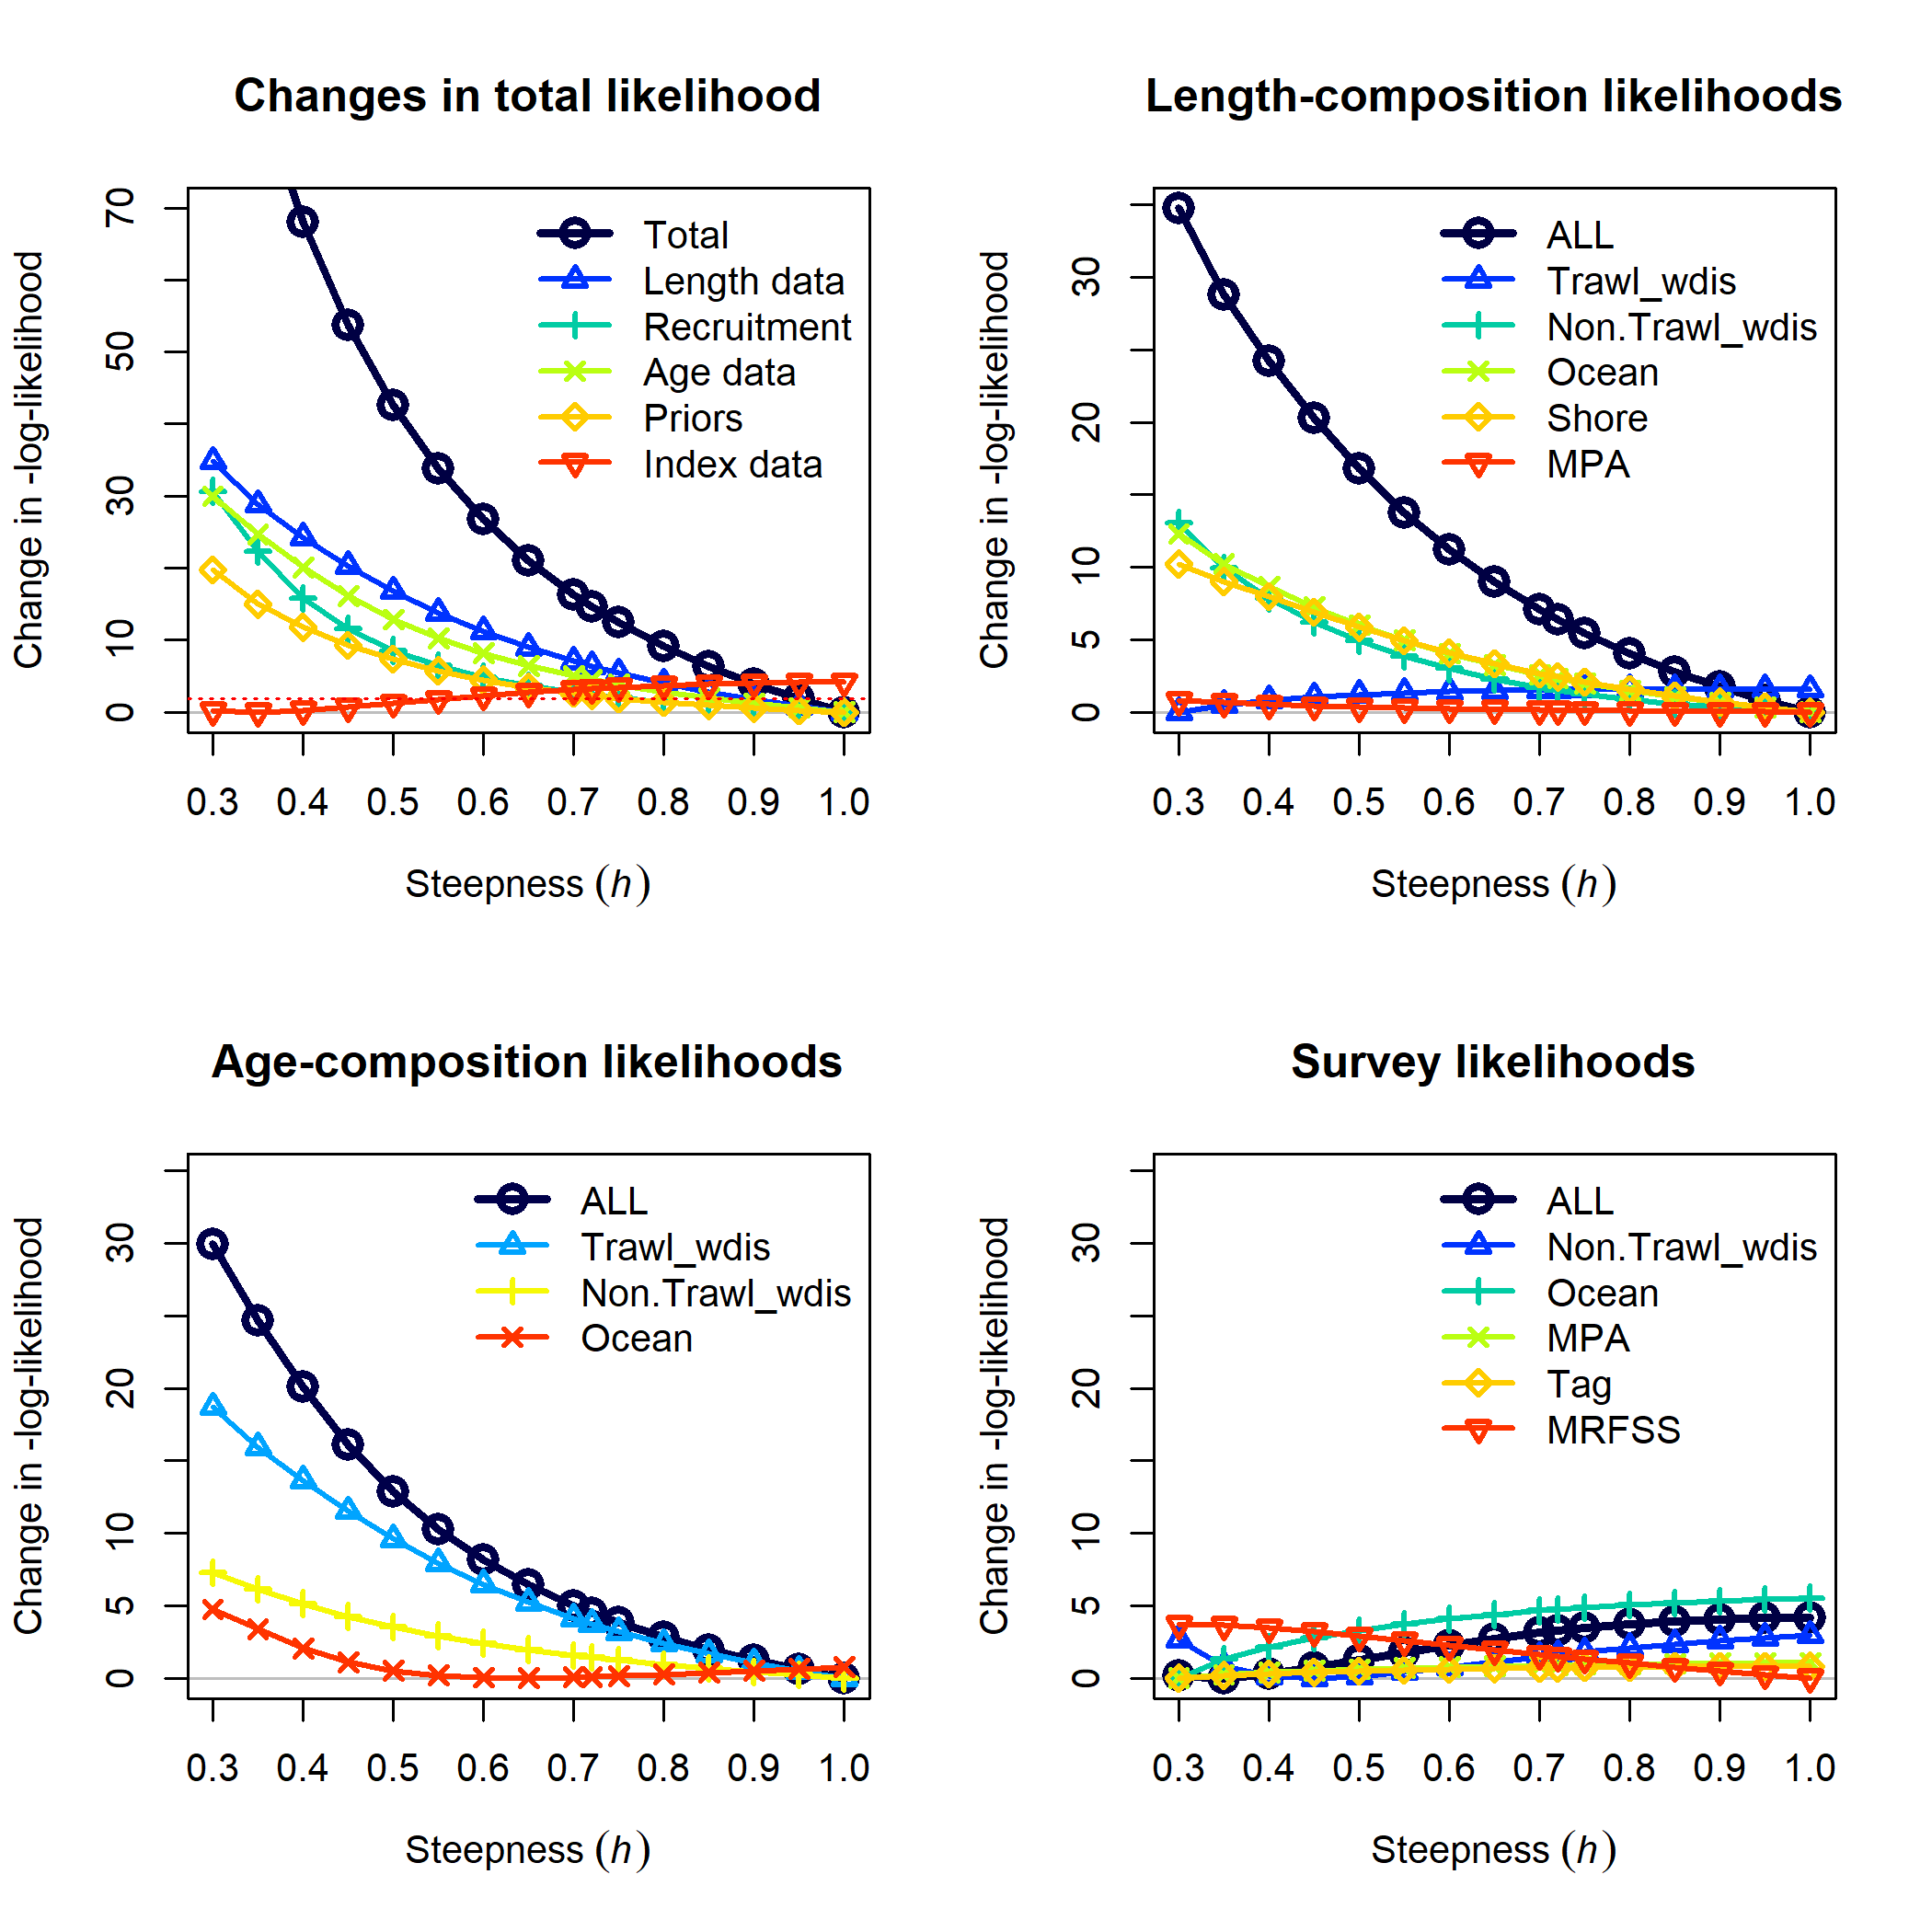 Changes in total likelihood
Change in -log-likelihood
70
50
30
10
0
Total
Length data
Recruitment
Age data
Priors
Index data
0.3 0.4 0.5 0.6 0.7 0.8 0.9 1.0
Steepness (h)
Length-composition likelihoods
Change in -log-likelihood
30
20
10
5
0
ALL
Trawl_wdis
Non.Trawl_wdis
Ocean
Shore
MPA
0.3 0.4 0.5 0.6 0.7 0.8 0.9 1.0
Steepness (h)
Age-composition likelihoods
Change in -log-likelihood
30
20
10
5
0
ALL
Trawl_wdis
Non.Trawl_wdis
Ocean
0.3 0.4 0.5 0.6 0.7 0.8 0.9 1.0
Steepness (h)
Survey likelihoods
Change in -log-likelihood
30
20
10
5
0
ALL
Non.Trawl_wdis
Ocean
MPA
Tag
MRFSS
0.3 0.4 0.5 0.6 0.7 0.8 0.9 1.0
Steepness (h)